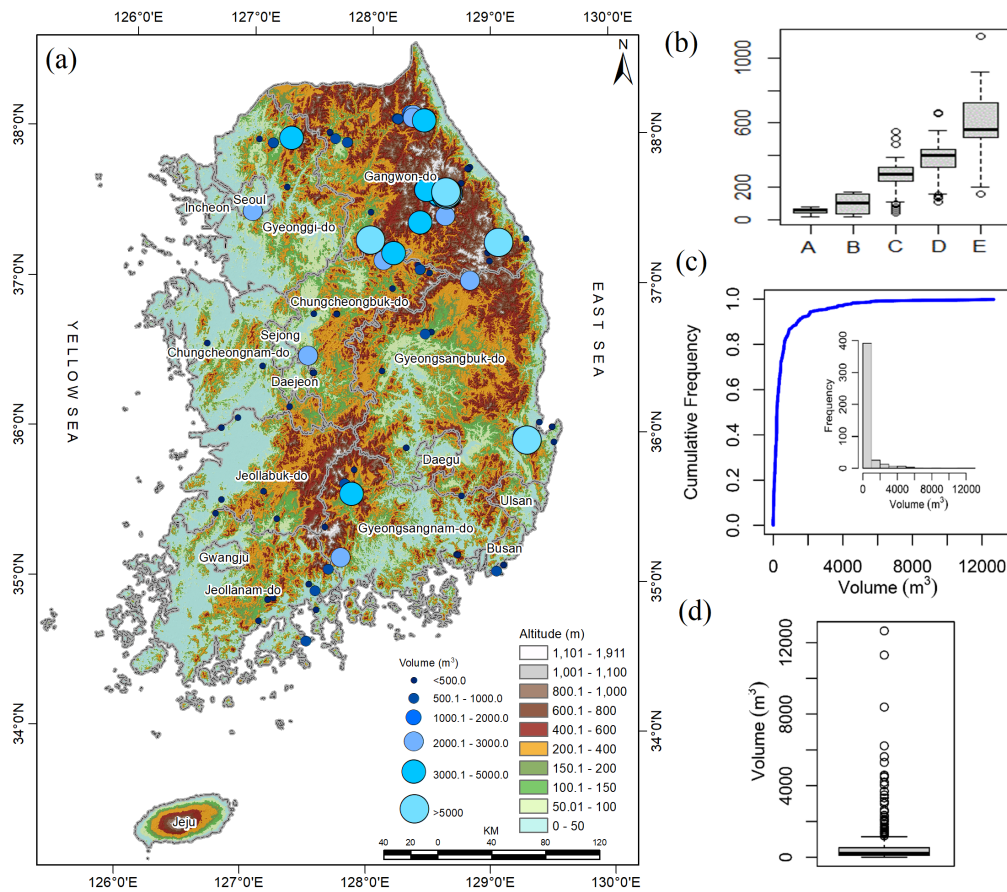 126°0'E 127°0'E 128°0'E 129°0'E 130°0'E
(a)
N
38°0'N
37°0'N
36°0'N
35°0'N
34°0'N
38°0'N
37°0'N
36°0'N
35°0'N
34°0'N
Gangwon-do
Seoul
Incheon
Gyeonggi-do
Chungcheongbuk-do
Sejong
Chungcheongnam-do
Gyeongsangbuk-do
Daejeon
Daegu
Jeollabuk-do
Ulsan
Gyeongsangnam-do
Busan
Gwangju
Jeollanam-do
Jeju
YELLOW SEA
EAST SEA
Volume (m³)
<500.0
500.1 - 1000.0
1000.1 - 2000.0
2000.1 - 3000.0
3000.1 - 5000.0
>5000
Altitude (m)
1,101 - 1,911
1,001 - 1,100
800.1 - 1,000
600.1 - 800
400.1 - 600
200.1 - 400
150.1 - 200
100.1 - 150
50.01 - 100
0 - 50
KM
40 20 0 40 80 120
126°0'E 127°0'E 128°0'E 129°0'E 130°0'E
(b)
1000
600
200
0
A B C D E
(c)
Cumulative Frequency
1.0
0.8
0.6
0.4
0.2
0.0
Frequency
400
300
200
100
0
0 4000 8000 12000
Volume (m³)
0 2000 4000 6000 8000 12000
Volume (m³)
(d)
Volume (m³)
12000
8000
4000
0